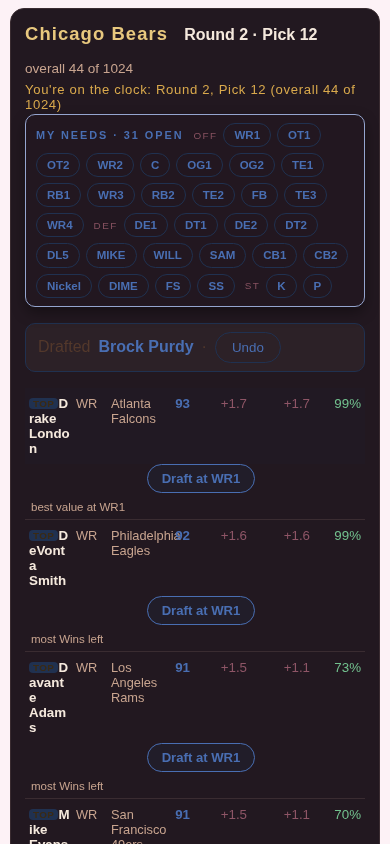 Chicago Bears Round 2 · Pick 12
overall 44 of 1024
You're on the clock: Round 2, Pick 12 (overall 44 of
1024)
MY NEEDS · 31 OPEN OFF WR1 OT1
OT2 WR2 C OG1 OG2 TE1
RB1 WR3 RB2 TE2 FB TE3
WR4 DEF DE1 DT1 DE2 DT2
DL5 MIKE WILL SAM CB1 CB2
Nickel DIME FS SS ST K P
Drafted Brock Purdy · Undo
D WR Atlanta 93 +1.7 +1.7 99%
rake Falcons
Londo
n
Draft at WR1
best value at WR1
D WR Philadelphia 92 +1.6 +1.6 99%
eVont Eagles
a
Smith
Draft at WR1
most Wins left
D WR Los 91 +1.5 +1.1 73%
avant Angeles
e Rams
Adam
s
Draft at WR1
most Wins left
M WR San 91 +1.5 +1.1 70%
ike Francisco
Evans 49ers